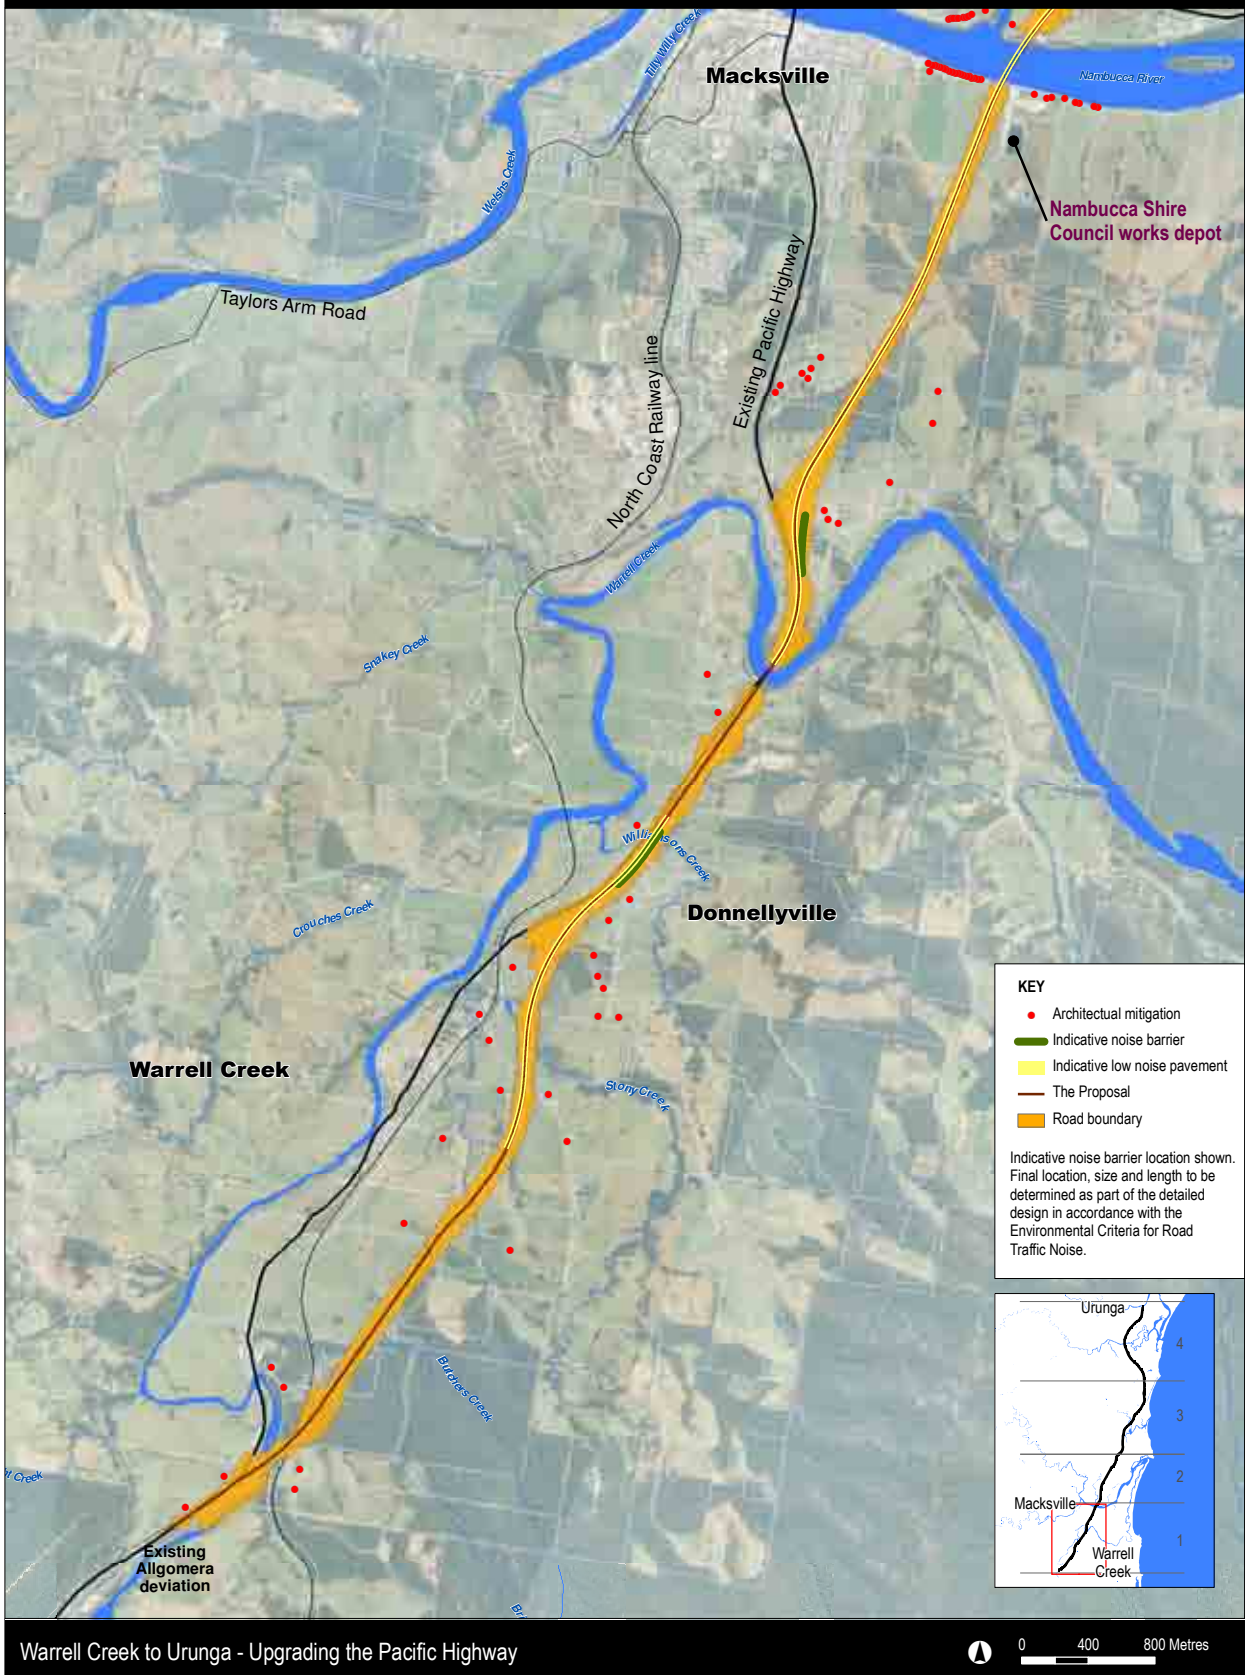 Tilly Willy Creek
Macksville
Nambucca River
Welshs Creek
Nambucca Shire
Council works depot
Taylors Arm Road
Existing Pacific Highway
North Coast Railway line
Warrell Creek
Snakey Creek
Williamsons Creek
Donnellyville
Crouches Creek
Warrell Creek
Stony Creek
Butchers Creek
nt Creek
Existing
Allgomera
deviation
KEY
Architectual mitigation
Indicative noise barrier
Indicative low noise pavement
The Proposal
Road boundary
Indicative noise barrier location shown.
Final location, size and length to be
determined as part of the detailed
design in accordance with the
Environmental Criteria for Road
Traffic Noise.
Urunga
4
3
2
Macksville
1
Warrell
Creek
Warrell Creek to Urunga - Upgrading the Pacific Highway
0 400 800 Metres